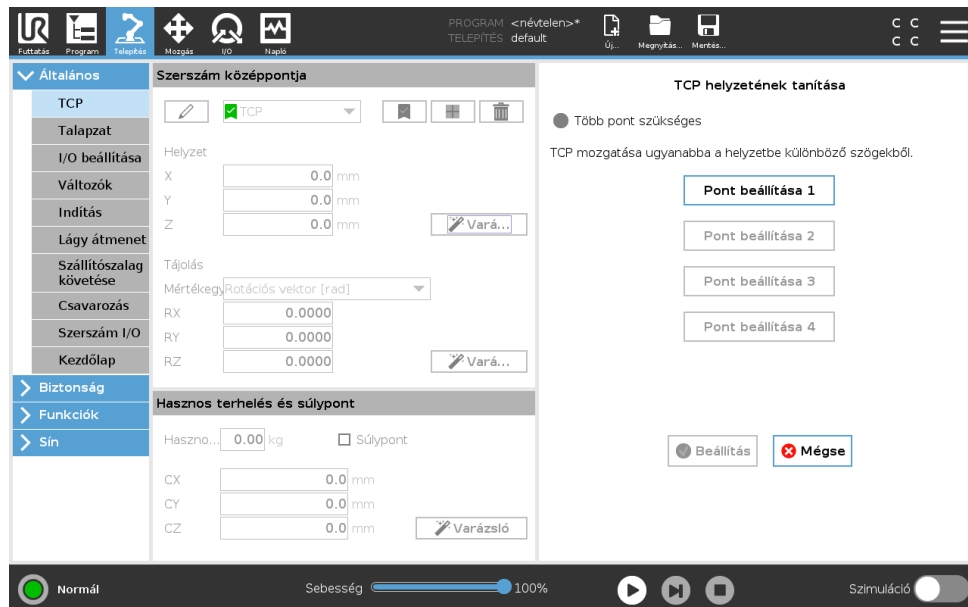 UR
Futtatás
Program
Telepítés
Mozgás
I/O
Napló
PROGRAM <névtelen>*
TELEPÍTÉS default
Új...
Megnyitás...
Mentés...
C C
C C
Általános
TCP
Talapzat
I/O beállítása
Változók
Indítás
Lágy átmenet
Szállítószalag
követése
Csavarozás
Szerszám I/O
Kezdőlap
Biztonság
Funkciók
Sín
Szerszám középpontja
TCP
Helyzet
X 0.0 mm
Y 0.0 mm
Z 0.0 mm
Vará...
Tájolás
Mértékegy Rotációs vektor [rad]
RX 0.0000
RY 0.0000
RZ 0.0000
Vará...
Hasznos terhelés és súlypont
Haszno... 0.00 kg Súlypont
CX 0.0 mm
CY 0.0 mm
CZ 0.0 mm
Varázsló
TCP helyzetének tanítása
Több pont szükséges
TCP mozgatása ugyanabba a helyzetbe különböző szögekből.
Pont beállítása 1
Pont beállítása 2
Pont beállítása 3
Pont beállítása 4
Beállítás
Mégse
Normál
Sebesség 100%
Szimuláció